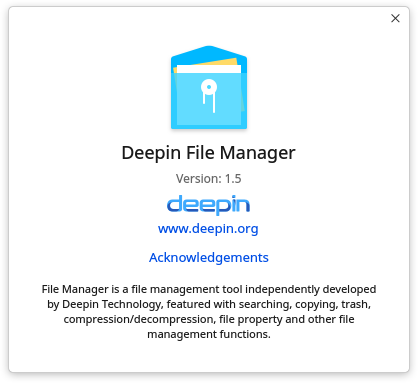 Deepin File Manager
Version: 1.5
deepin
www.deepin.org
Acknowledgements
File Manager is a file management tool independently developed
by Deepin Technology, featured with searching, copying, trash,
compression/decompression, file property and other file
management functions.